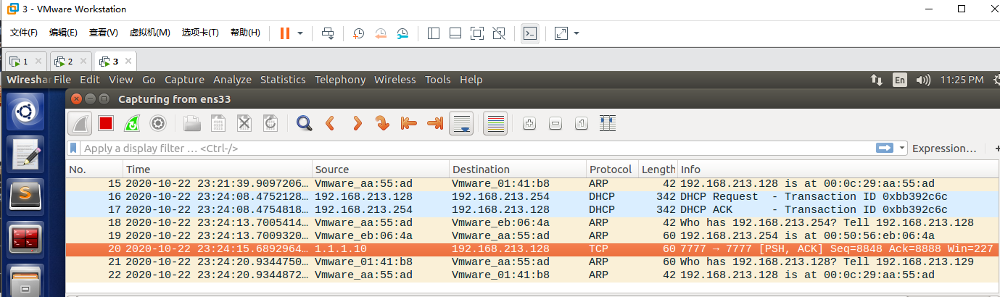 3 - VMware Workstation
文件(F) 编辑(E) 查看(V) 虚拟机(M) 选项卡(T) 帮助(H)
1 2 3
Wireshar File Edit View Go Capture Analyze Statistics Telephony Wireless Tools Help En 11:25 PM
Capturing from ens33
Apply a display filter … <Ctrl-/> Expression… +
No. Time Source Destination Protocol Length Info
15 2020-10-22 23:21:39.9097206… Vmware_aa:55:ad Vmware_01:41:b8 ARP 42 192.168.213.128 is at 00:0c:29:aa:55:ad
16 2020-10-22 23:24:08.4752128… 192.168.213.128 192.168.213.254 DHCP 342 DHCP Request - Transaction ID 0xbb392c6c
17 2020-10-22 23:24:08.4754818… 192.168.213.254 192.168.213.128 DHCP 342 DHCP ACK - Transaction ID 0xbb392c6c
18 2020-10-22 23:24:13.7005414… Vmware_aa:55:ad Vmware_eb:06:4a ARP 42 Who has 192.168.213.254? Tell 192.168.213.128
19 2020-10-22 23:24:13.7009320… Vmware_eb:06:4a Vmware_aa:55:ad ARP 60 192.168.213.254 is at 00:50:56:eb:06:4a
20 2020-10-22 23:24:15.6892964… 1.1.1.10 192.168.213.128 TCP 60 7777 → 7777 [PSH, ACK] Seq=8848 Ack=8888 Win=227
21 2020-10-22 23:24:20.9344750… Vmware_01:41:b8 Vmware_aa:55:ad ARP 60 Who has 192.168.213.128? Tell 192.168.213.129
22 2020-10-22 23:24:20.9344872… Vmware_aa:55:ad Vmware_01:41:b8 ARP 42 192.168.213.128 is at 00:0c:29:aa:55:ad